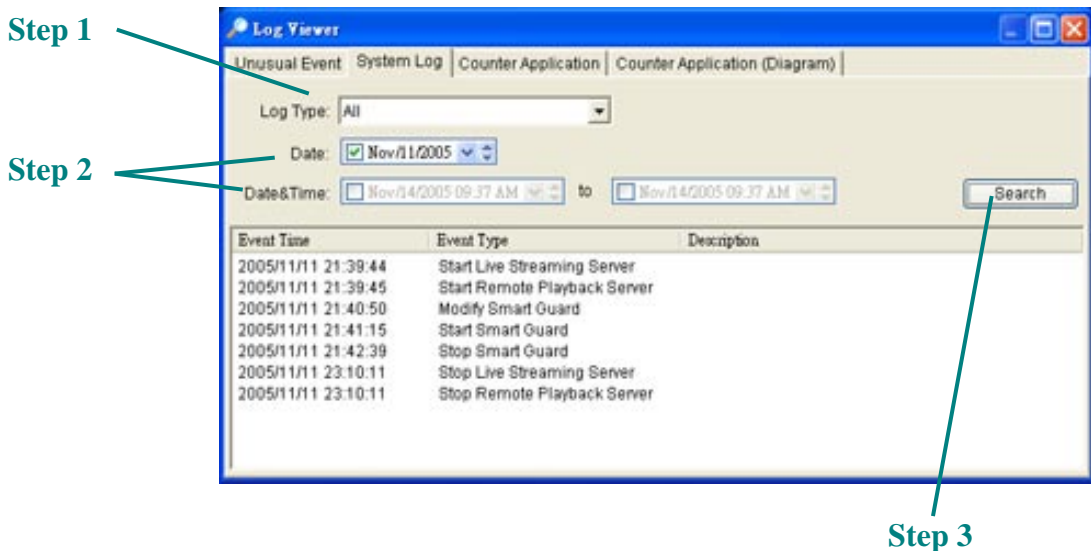 Step 1
Log Viewer
Unusual Event System Log Counter Application Counter Application (Diagram)
Log Type: All
Step 2
Date: Nov/11/2005
Date&Time: Nov/14/2005 09:37 AM to Nov/14/2005 09:37 AM Search
Event Time Event Type Description
2005/11/11 21:39:44 Start Live Streaming Server
2005/11/11 21:39:45 Start Remote Playback Server
2005/11/11 21:40:50 Modify Smart Guard
2005/11/11 21:41:15 Start Smart Guard
2005/11/11 21:42:39 Stop Smart Guard
2005/11/11 23:10:11 Stop Live Streaming Server
2005/11/11 23:10:11 Stop Remote Playback Server
Step 3